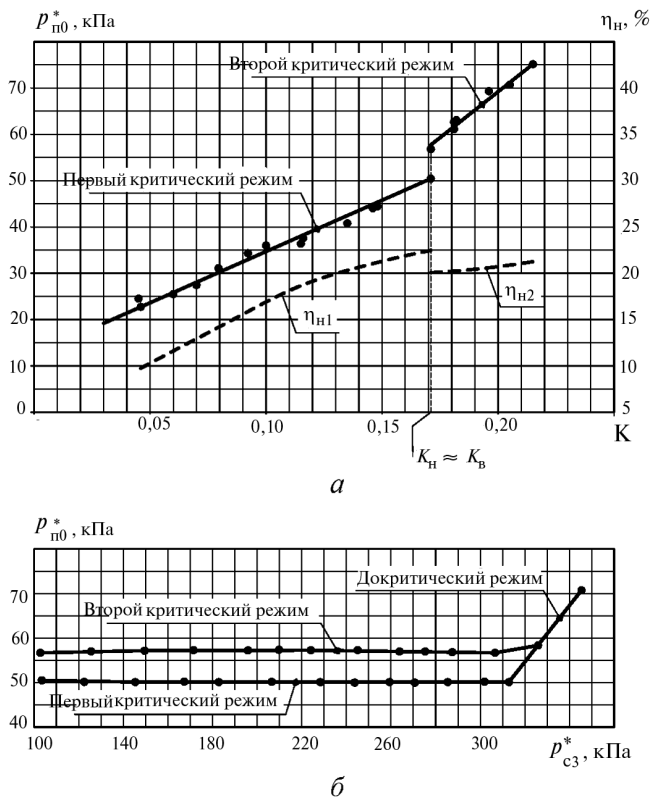 p*п0, кПа
ηн, %
Второй критический режим
70
40
60
35
50
30
Первый критический режим
40
25
30
20
ηн1
ηн2
20
15
10
10
0
5
0,05
0,10
0,15
0,20
K
Kн ≈ Kв
а
p*п0, кПа
Докритический режим
70
Второй критический режим
60
50
Первый критический режим
40
100
140
180
220
260
300
p*с3, кПа
б